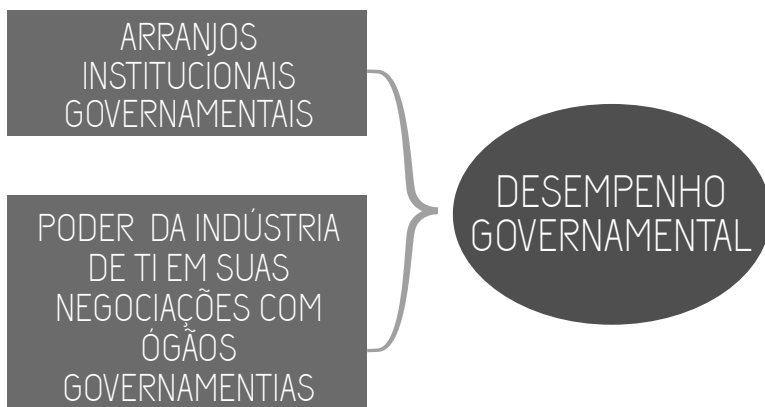 ARRANJOS
INSTITUCIONAIS
GOVERNAMENTAIS
PODER DA INDÚSTRIA
DE TI EM SUAS
NEGOCIAÇÕES COM
ÓGÃOS
GOVERNAMENTIAS
DESEMPENHO
GOVERNAMENTAL